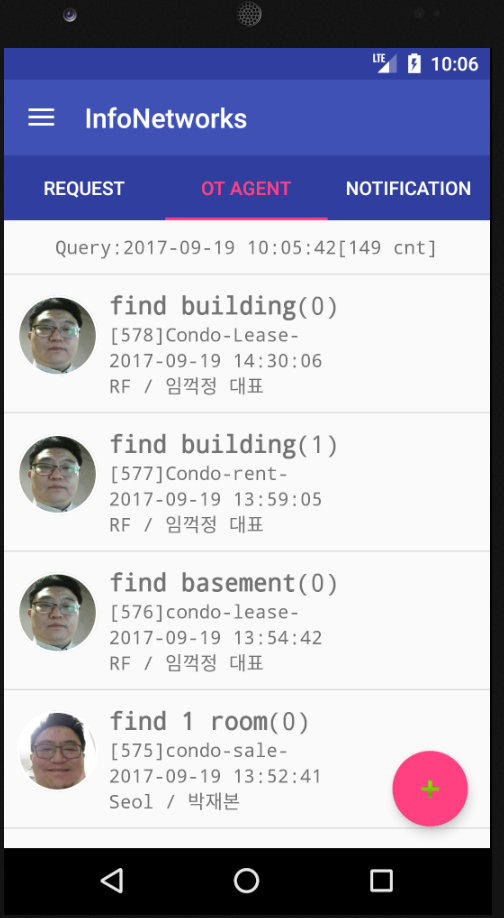 LTE 10:06
InfoNetworks
REQUEST OT AGENT NOTIFICATION
Query:2017-09-19 10:05:42[149 cnt]
find building(0)
[578]Condo-Lease-
2017-09-19 14:30:06
RF / 임꺽정 대표
find building(1)
[577]Condo-rent-
2017-09-19 13:59:05
RF / 임꺽정 대표
find basement(0)
[576]condo-lease-
2017-09-19 13:54:42
RF / 임꺽정 대표
find 1 room(0)
[575]condo-sale-
2017-09-19 13:52:41
Seol / 박재본
+